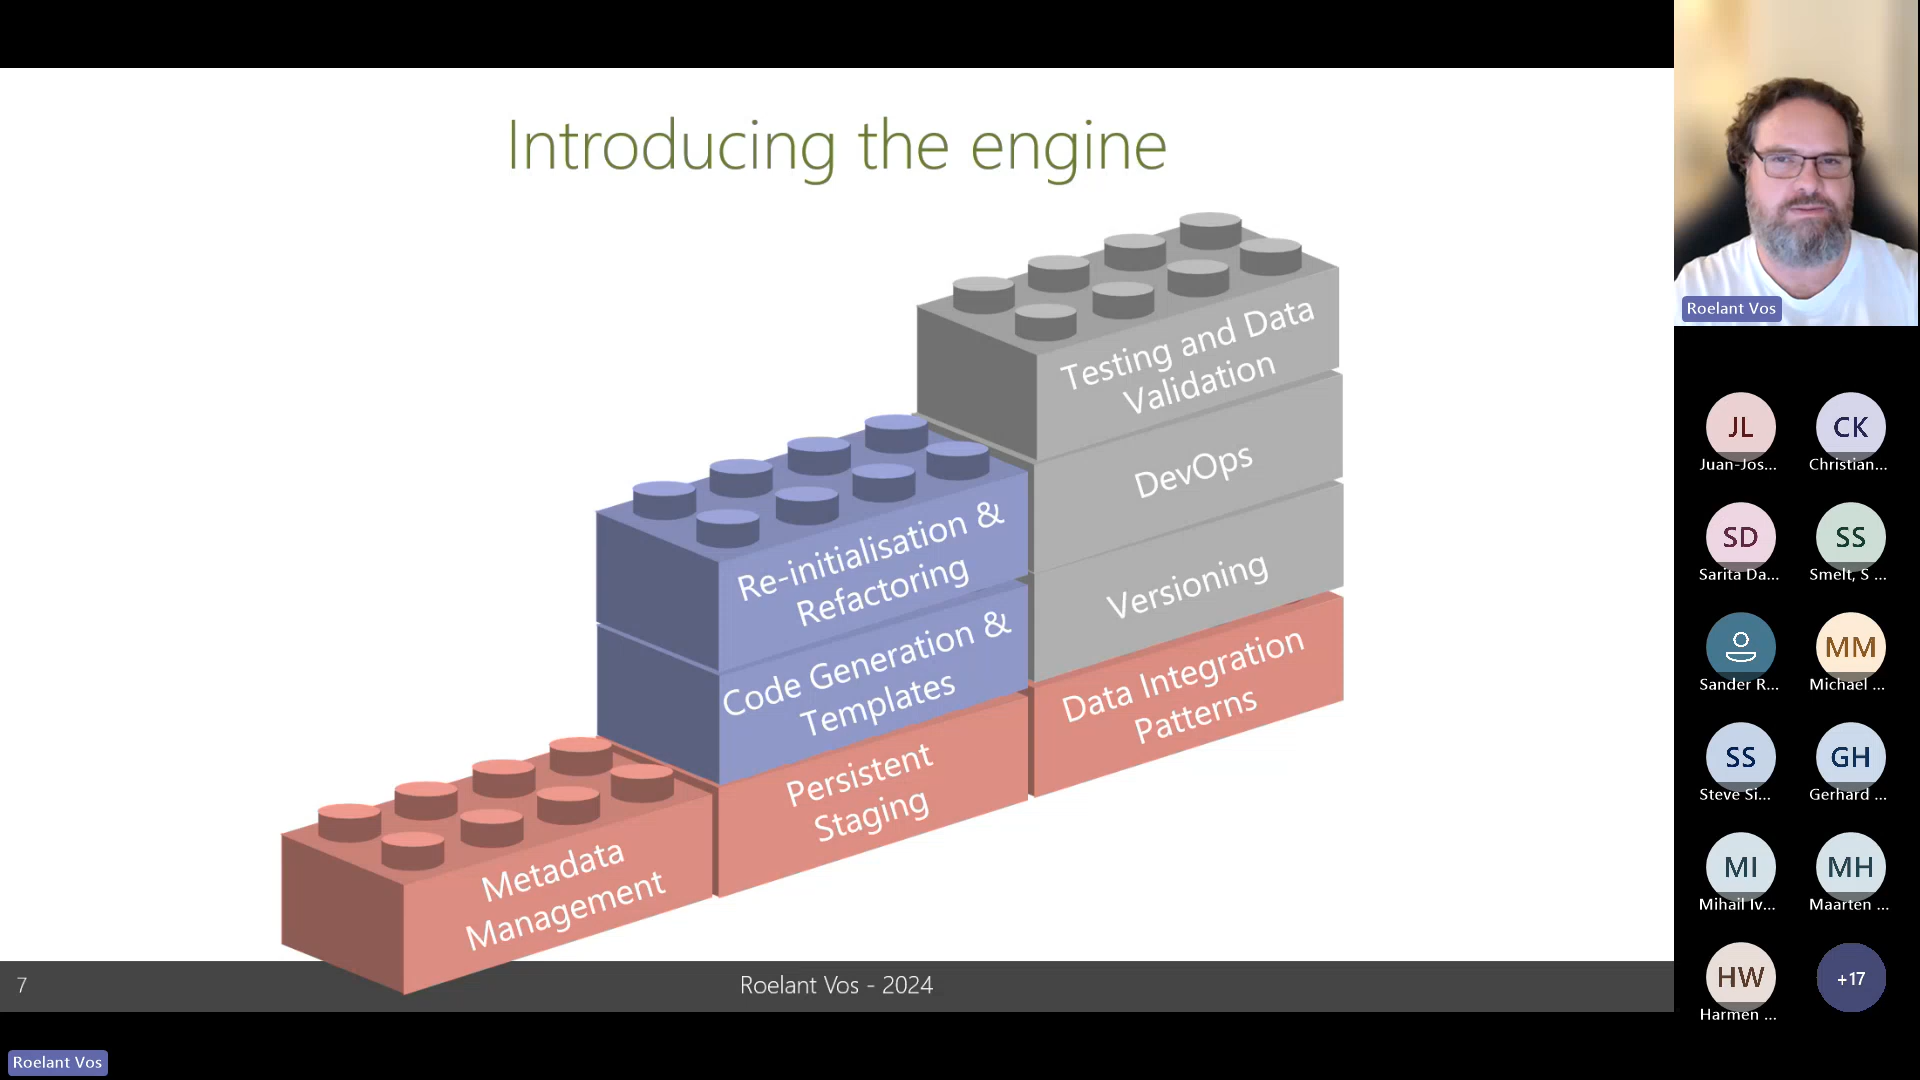 Introducing the engine
Testing and Data
Validation
DevOps
Versioning
Data Integration
Patterns
Re-initialisation &
Refactoring
Code Generation &
Templates
Persistent
Staging
Metadata
Management
7
Roelant Vos - 2024
Roelant Vos
Roelant Vos
JL
Juan-Jos...
CK
Christian...
SD
Sarita Da...
SS
Smelt, S ...
Sander R...
MM
Michael ...
SS
Steve Si...
GH
Gerhard ...
MI
Mihail Iv...
MH
Maarten ...
HW
Harmen ...
+17